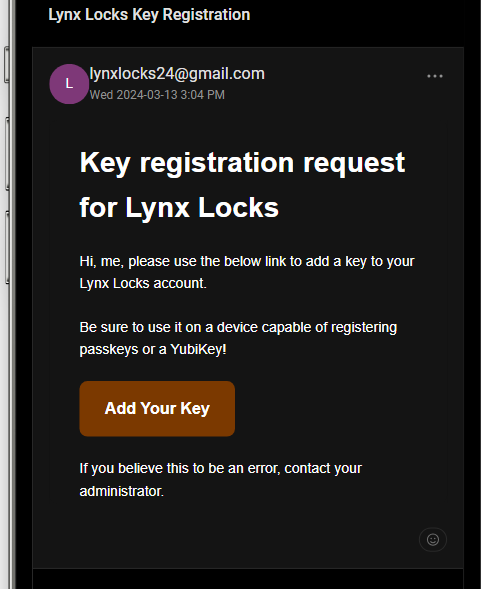 Lynx Locks Key Registration
L
lynxlocks24@gmail.com
Wed 2024-03-13 3:04 PM
Key registration request
for Lynx Locks
Hi, me, please use the below link to add a key to your
Lynx Locks account.
Be sure to use it on a device capable of registering
passkeys or a YubiKey!
Add Your Key
If you believe this to be an error, contact your
administrator.